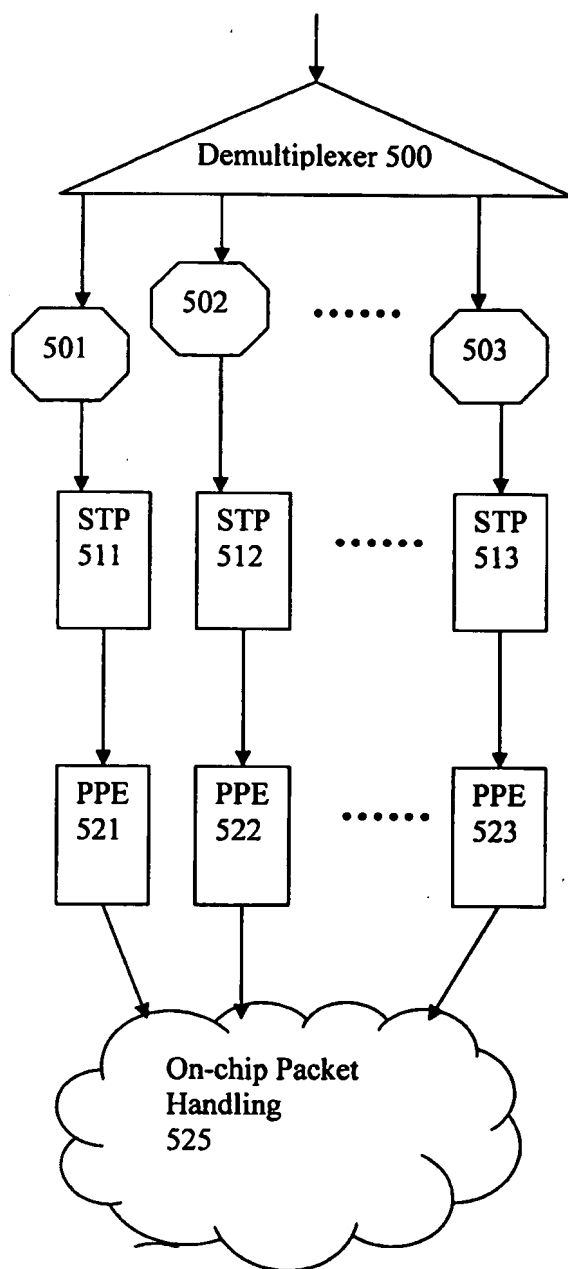 Demultiplexer 500
501
502
503
STP
511
STP
512
STP
513
PPE
521
PPE
522
PPE
523
On-chip Packet
Handling
525